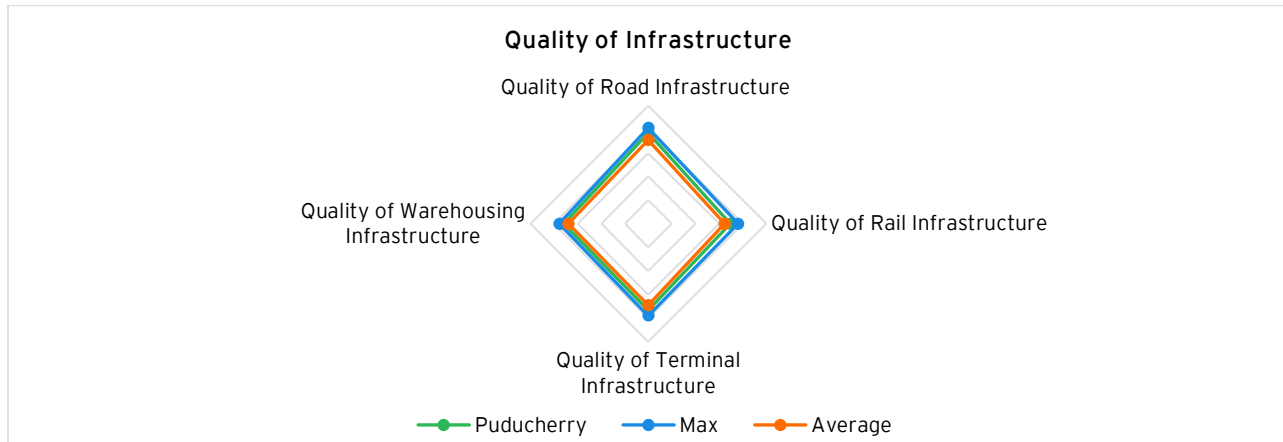 Quality of Infrastructure
Quality of Road Infrastructure
Quality of Warehousing
Infrastructure
Quality of Rail Infrastructure
Quality of Terminal
Infrastructure
Puducherry Max Average